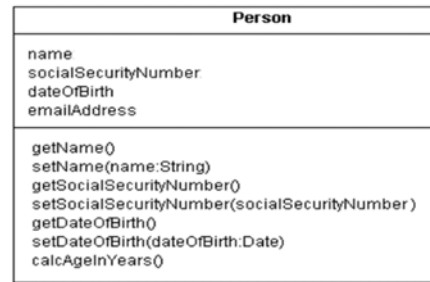 Person
name
socialSecurityNumber
dateOfBirth
emailAddress
getName()
setName(name:String)
getSocialSecurityNumber()
setSocialSecurityNumber(socialSecurityNumber)
getDateOfBirth()
setDateOfBirth(dateOfBirth:Date)
calcAgeInYears()